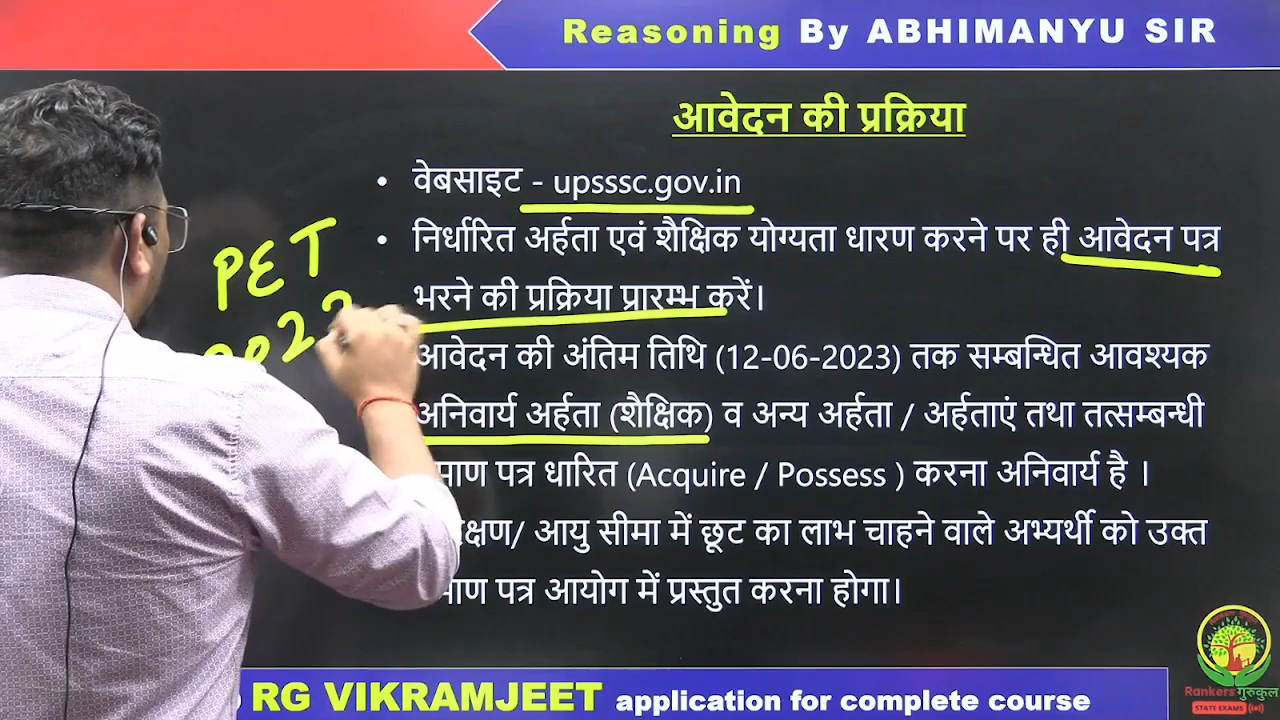 Reasoning By ABHIMANYU SIR
आवेदन की प्रक्रिया
• वेबसाइट - upsssc.gov.in
• निर्धारित अर्हता एवं शैक्षिक योग्यता धारण करने पर ही आवेदन पत्र
भरने की प्रक्रिया प्रारम्भ करें।
आवेदन की अंतिम तिथि (12-06-2023) तक सम्बन्धित आवश्यक
अनिवार्य अर्हता (शैक्षिक) व अन्य अर्हता / अर्हताएं तथा तत्सम्बन्धी
पत्र धारित (Acquire / Possess ) करना अनिवार्य है ।
आयु सीमा में छूट का लाभ चाहने वाले अभ्यर्थी को उक्त
पत्र आयोग में प्रस्तुत करना होगा।
PET
RG VIKRAMJEET application for complete course
Rankers गुरुकुल
STATE EXAMS